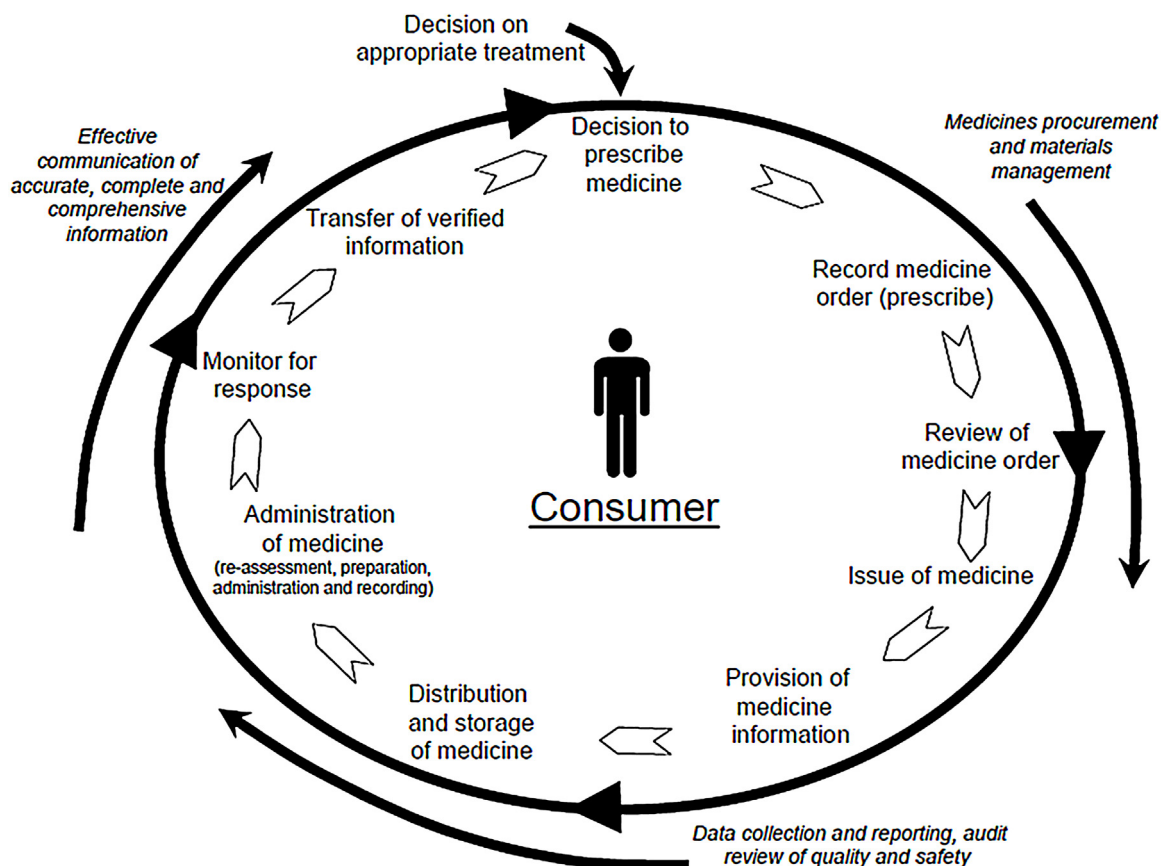 Decision on
appropriate treatment
Effective
communication of
accurate, complete and
comprehensive
information
Medicines procurement
and materials
management
Decision to
prescribe
medicine
Record medicine
order (prescribe)
Review of
medicine order
Issue of medicine
Provision of
medicine
information
Distribution
and storage
of medicine
Administration
of medicine
(re-assessment, preparation,
administration and recording)
Monitor for
response
Transfer of verified
information
Consumer
Data collection and reporting, audit
review of quality and safety